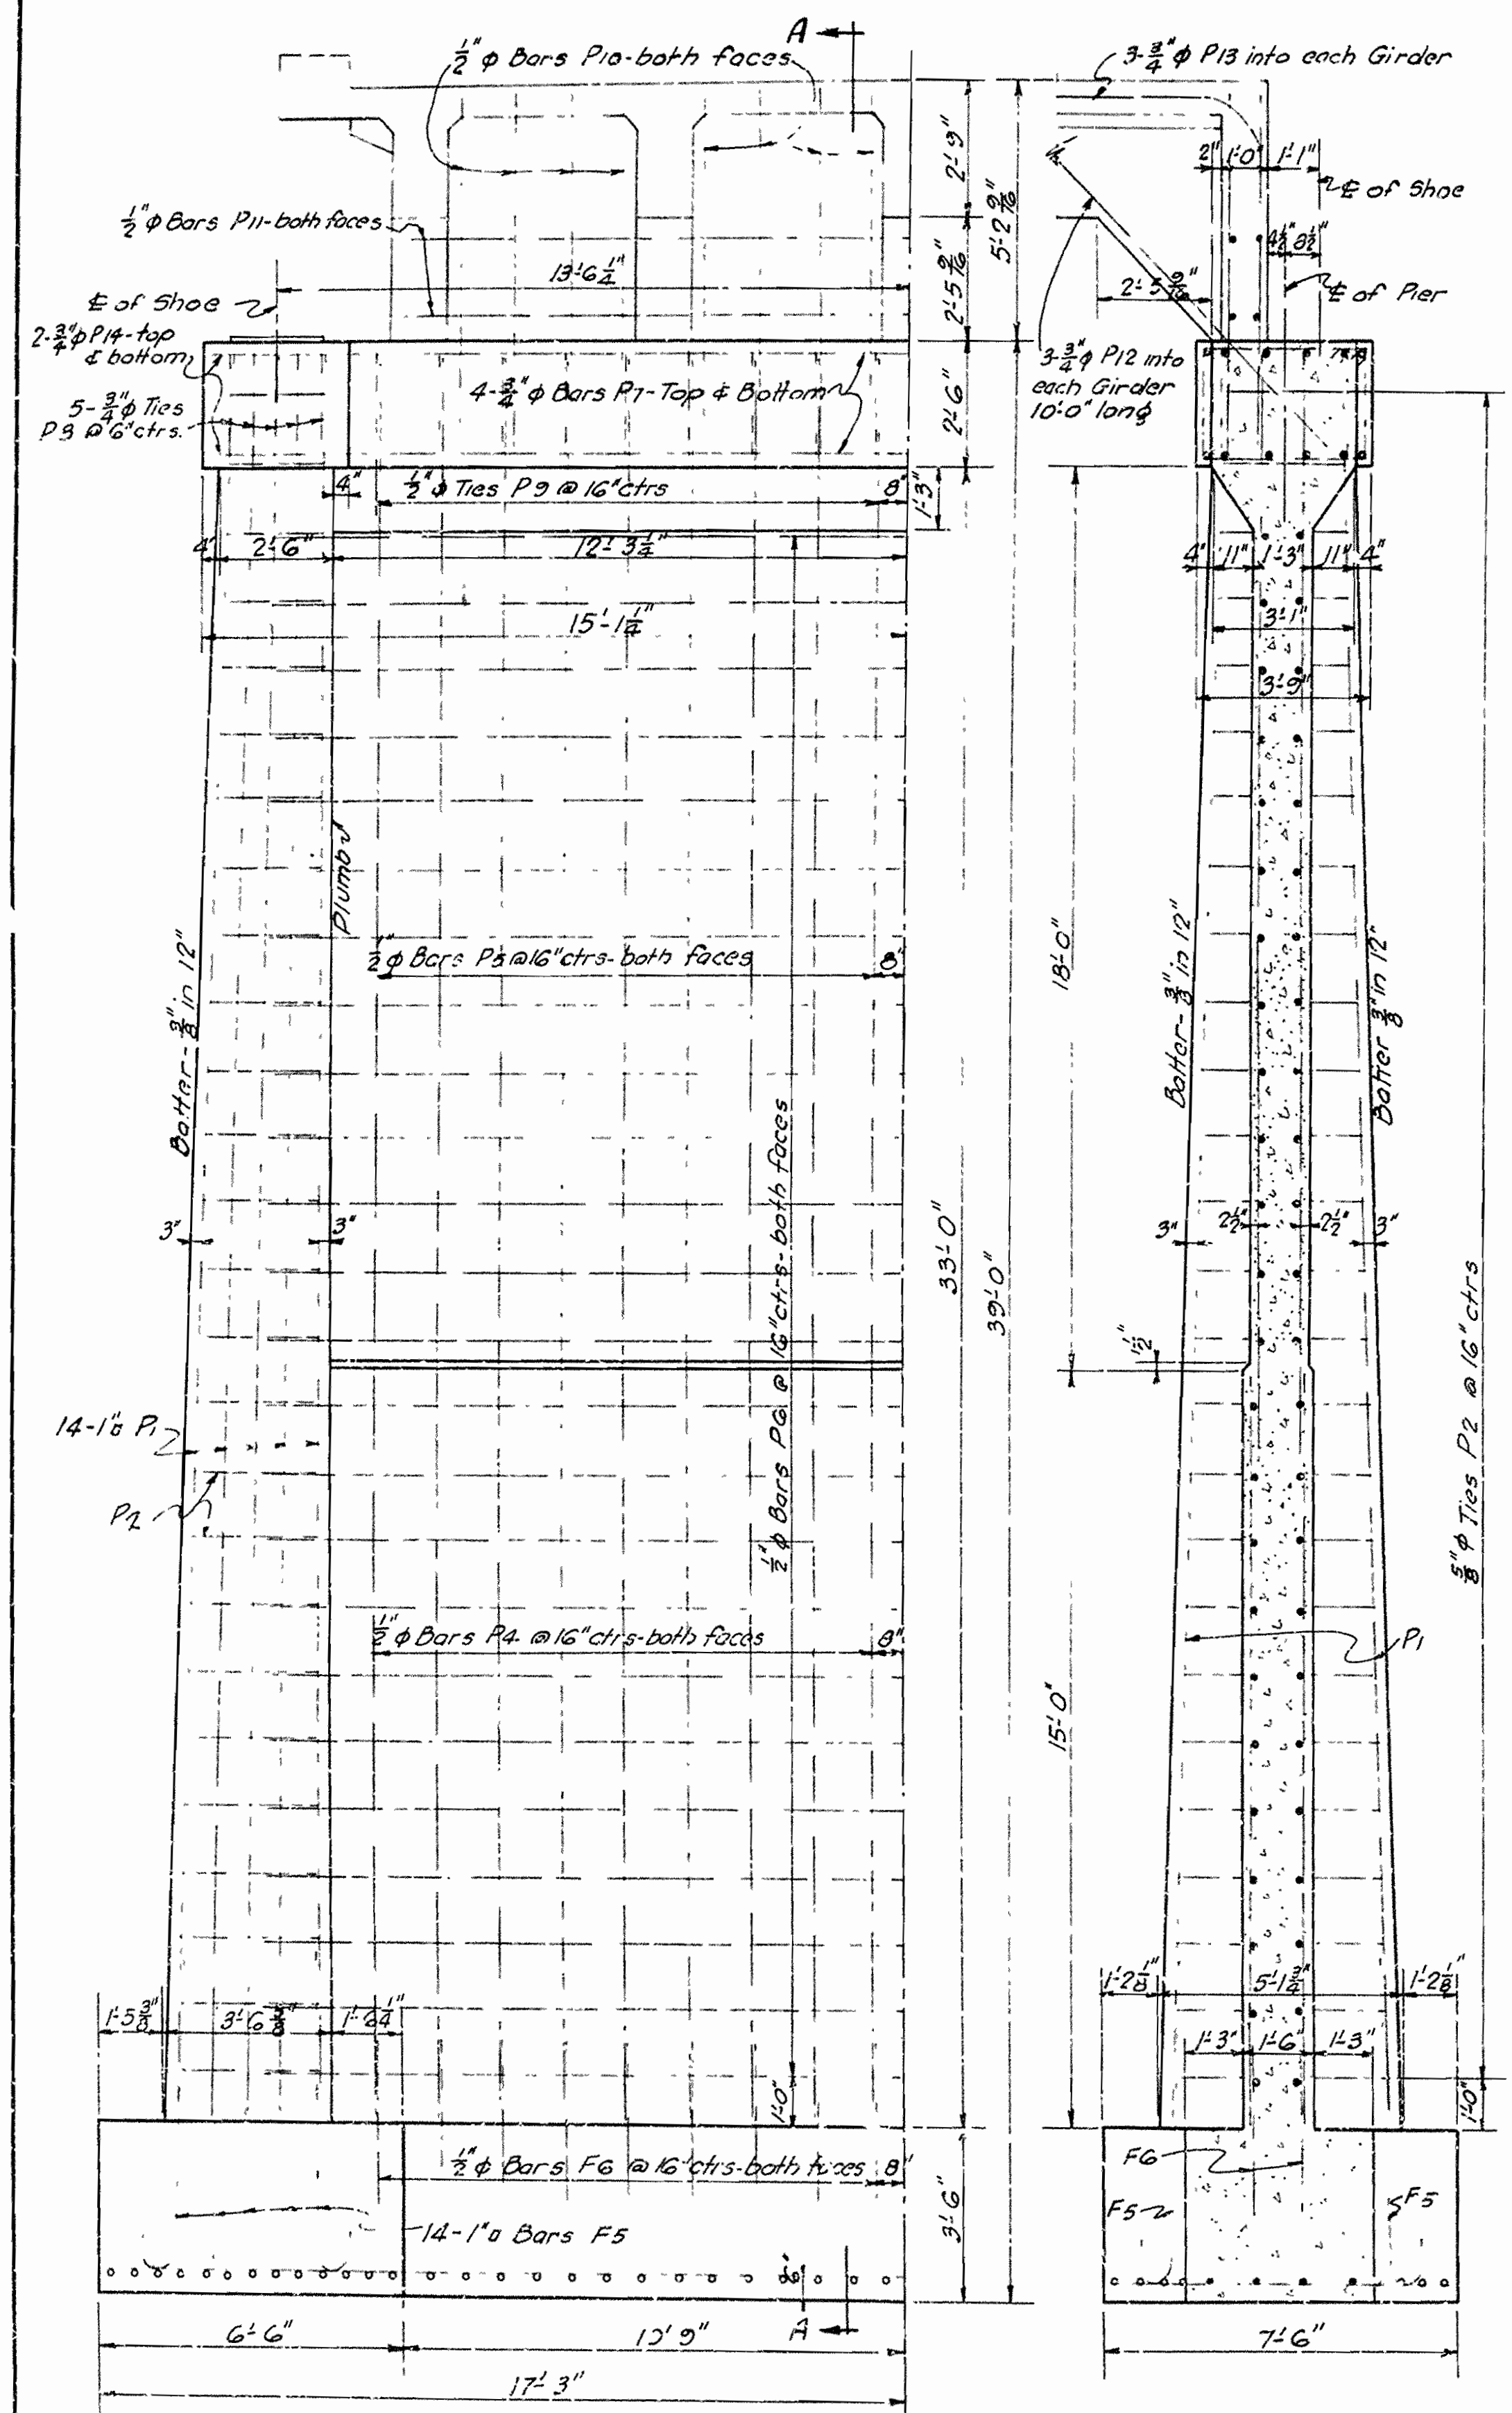 A
1/2" φ Bars P10-both faces
3-3/4" φ P13 into each Girder
2'-9"
5'-2 9/16"
2"
1'-0"
1'-1"
℄ of Shoe
1/2" φ Bars P11-both faces
4 1/2"
8 1/2"
13'-6 1/4"
2'-5 9/16"
2'-5 9/16"
℄ of Pier
℄ of Shoe
2-3/4" φ P14-top
& bottom
3-3/4" φ P12 into
each Girder
10'-0" long
4-3/4" φ Bars P7-Top & Bottom
2'-6"
5-3/4" φ Ties
P3 @ 6" ctrs.
4"
1/2" φ Ties P9 @ 16" ctrs
8"
1'-3"
4"
2'-6"
12'-3 1/4"
4"
11"
1'-3"
11"
4"
15'-1 1/4"
3'-1"
3'-9"
Plumb
Batter-3/8" in 12"
1/2" φ Bars P5 @ 16" ctrs-both faces
8"
18'-0"
Batter-3/8" in 12"
Batter 3/8" in 12"
1/2" φ Bars P6 @ 16" ctrs-both faces
3"
3"
33'-0"
39'-0"
3"
2 1/2"
2 1/2"
3"
1 1/2"
5/8" φ Ties P2 @ 16" ctrs
14-1"□ P1
P2
1/2" φ Bars P4 @ 16" ctrs-both faces
8"
P1
15'-0"
1'-5 3/8"
3'-6 3/8"
1'-6 1/4"
1'-2 1/8"
5'-1 3/4"
1'-2 1/8"
1'-3"
1'-6"
1'-3"
1'-0"
1'-0"
1/2" φ Bars F6 @ 16" ctrs-both faces
8"
F6
F5
F5
14-1"□ Bars F5
3'-6"
A
6'-6"
10'-9"
7'-6"
17'-3"